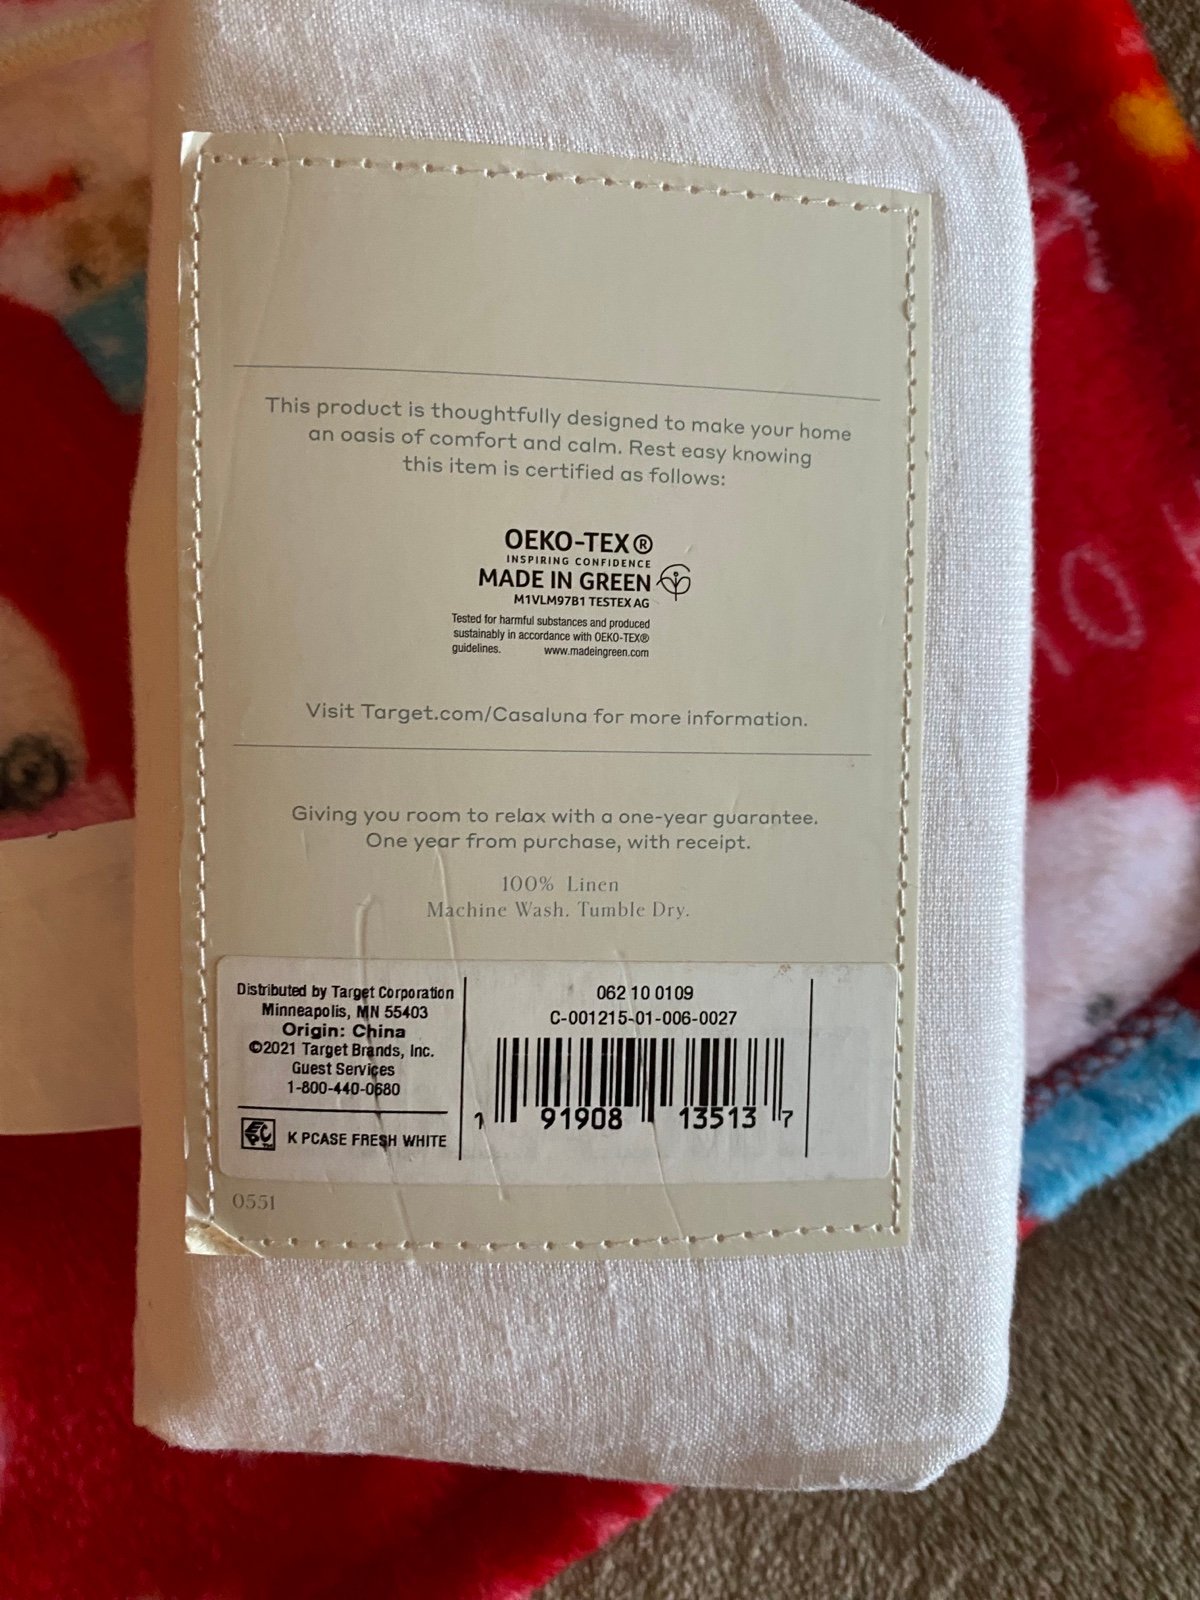 This product is thoughtfully designed to make your home
an oasis of comfort and calm. Rest easy knowing
this item is certified as follows:
OEKO-TEX®
INSPIRING CONFIDENCE
MADE IN GREEN
M1VLM97B1 TESTEX AG
Tested for harmful substances and produced
sustainably in accordance with OEKO-TEX®
guidelines. www.madeingreen.com
Visit Target.com/Casaluna for more information.
Giving you room to relax with a one-year guarantee.
One year from purchase, with receipt.
100% Linen
Machine Wash. Tumble Dry.
Distributed by Target Corporation
Minneapolis, MN 55403
Origin: China
©2021 Target Brands, Inc.
Guest Services
1-800-440-0680
EPC K PCASE FRESH WHITE
062 10 0109
C-001215-01-006-0027
1 91908 13513 7
0551